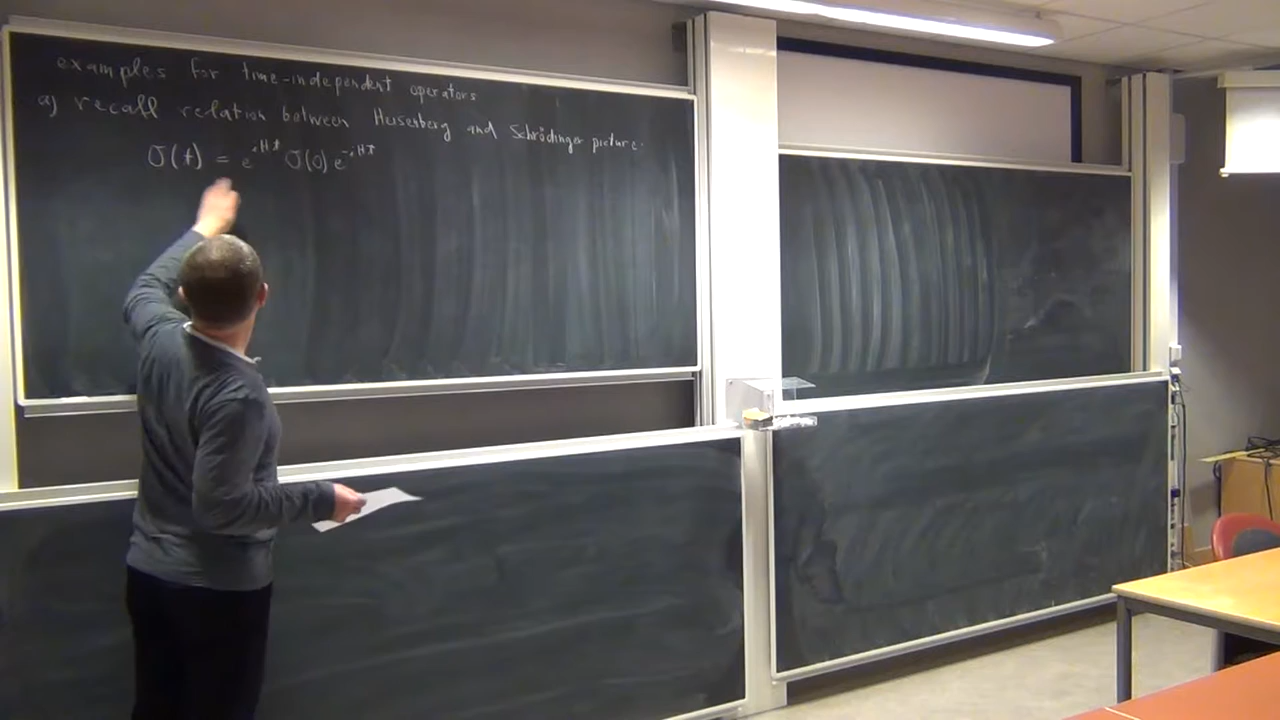 examples for time-independent operators
a) recall relation between Heisenberg and Schrödinger picture.
O(t) = e^{iHt} O(0) e^{-iHt}